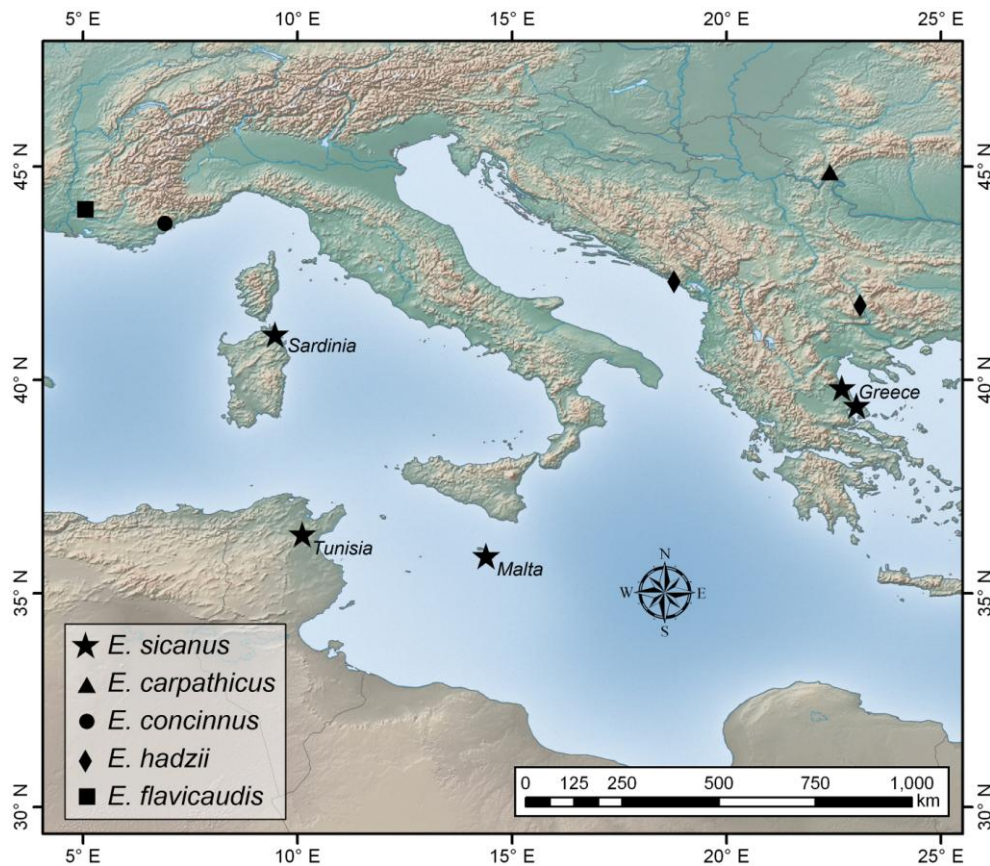 5° E 10° E 15° E 20° E 25° E
45° N 45° N
40° N 40° N
35° N 35° N
30° N 30° N
Sardinia
Greece
Tunisia
Malta
N
W E
S
E. sicanus
E. carpathicus
E. concinnus
E. hadzii
E. flavicaudis
0 125 250 500 750 1,000
km
5° E 10° E 15° E 20° E 25° E